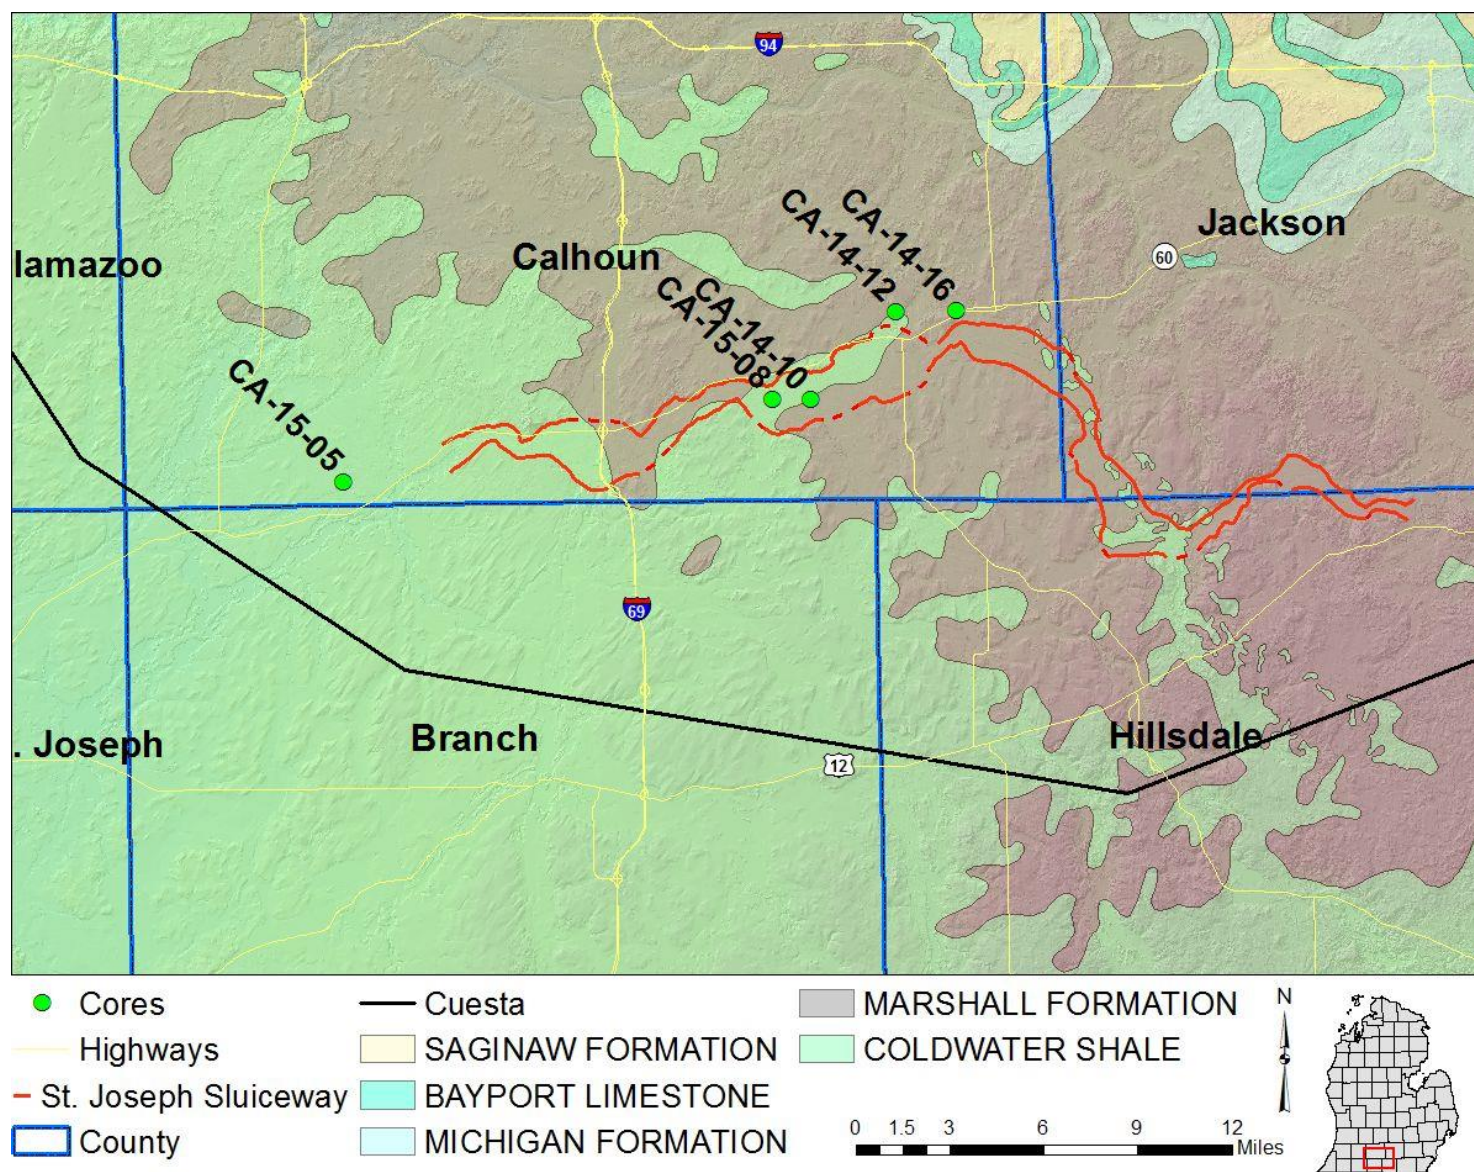 94
Jackson
60
CA-14-16
CA-14-12
Calhoun
lamazoo
CA-14-10
CA-15-08
CA-15-05
69
. Joseph
Branch
Hillsdale
12
Cores
Cuesta
MARSHALL FORMATION
N
Highways
SAGINAW FORMATION
COLDWATER SHALE
St. Joseph Sluiceway
BAYPORT LIMESTONE
County
MICHIGAN FORMATION
0 1.5 3 6 9 12
Miles